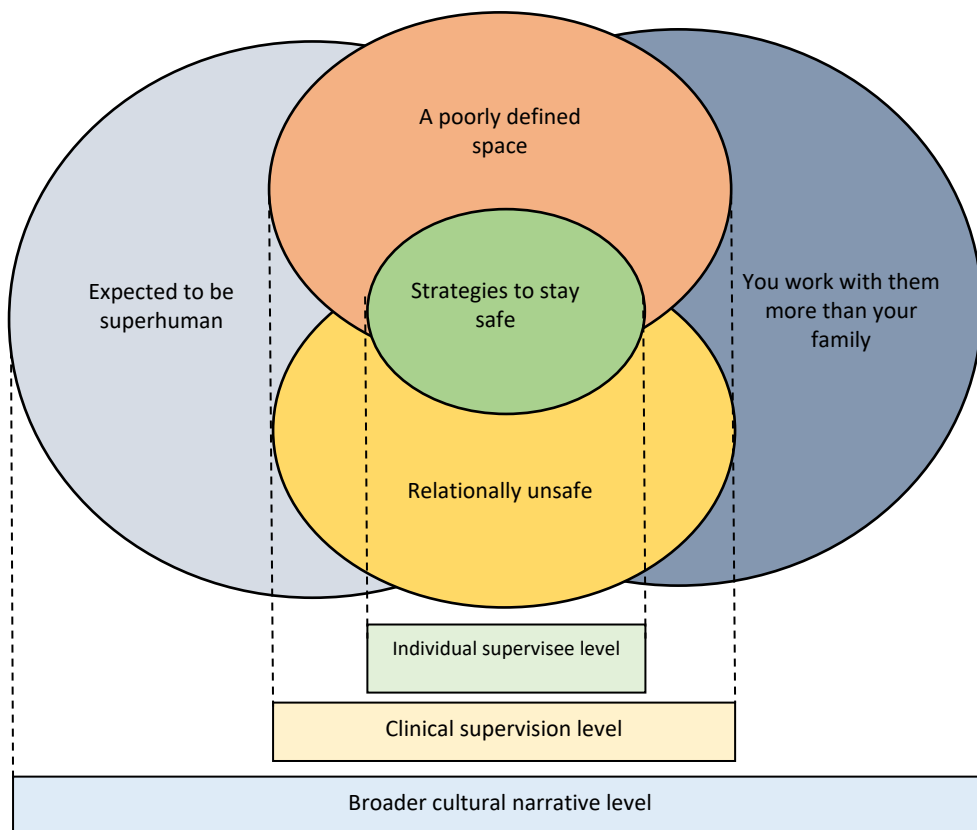 A poorly defined
space
Expected to be
superhuman
Strategies to stay
safe
You work with them
more than your
family
Relationally unsafe
Individual supervisee level
Clinical supervision level
Broader cultural narrative level